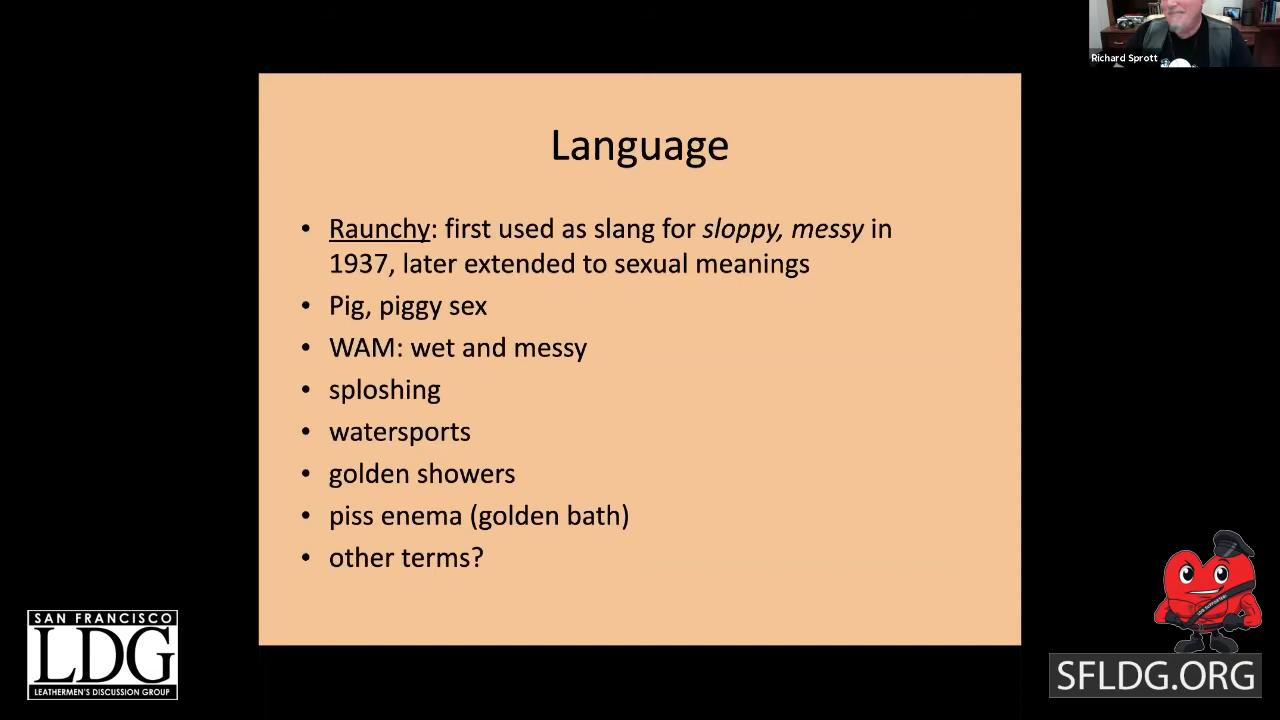 Richard Sprott
Language
• Raunchy: first used as slang for sloppy, messy in
1937, later extended to sexual meanings
• Pig, piggy sex
• WAM: wet and messy
• sploshing
• watersports
• golden showers
• piss enema (golden bath)
• other terms?
SAN FRANCISCO
LDG
LEATHERMEN'S DISCUSSION GROUP
LDG SUPPORTER!
SFLDG.ORG